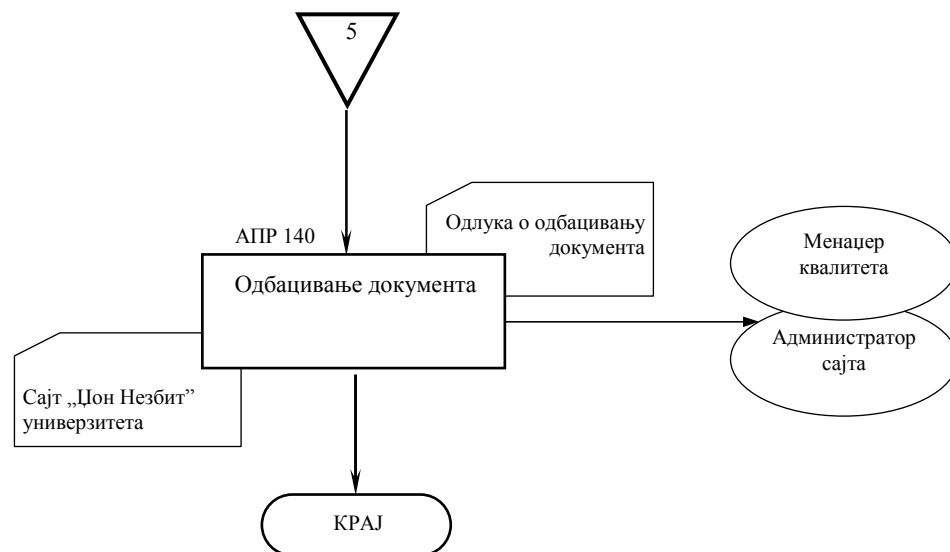 5
АПР 140
Одлука о одбацивању
документа
Одбацивање документа
Менаџер
квалитета
Администратор
сајта
Сајт „Џон Незбит”
универзитета
КРАЈ